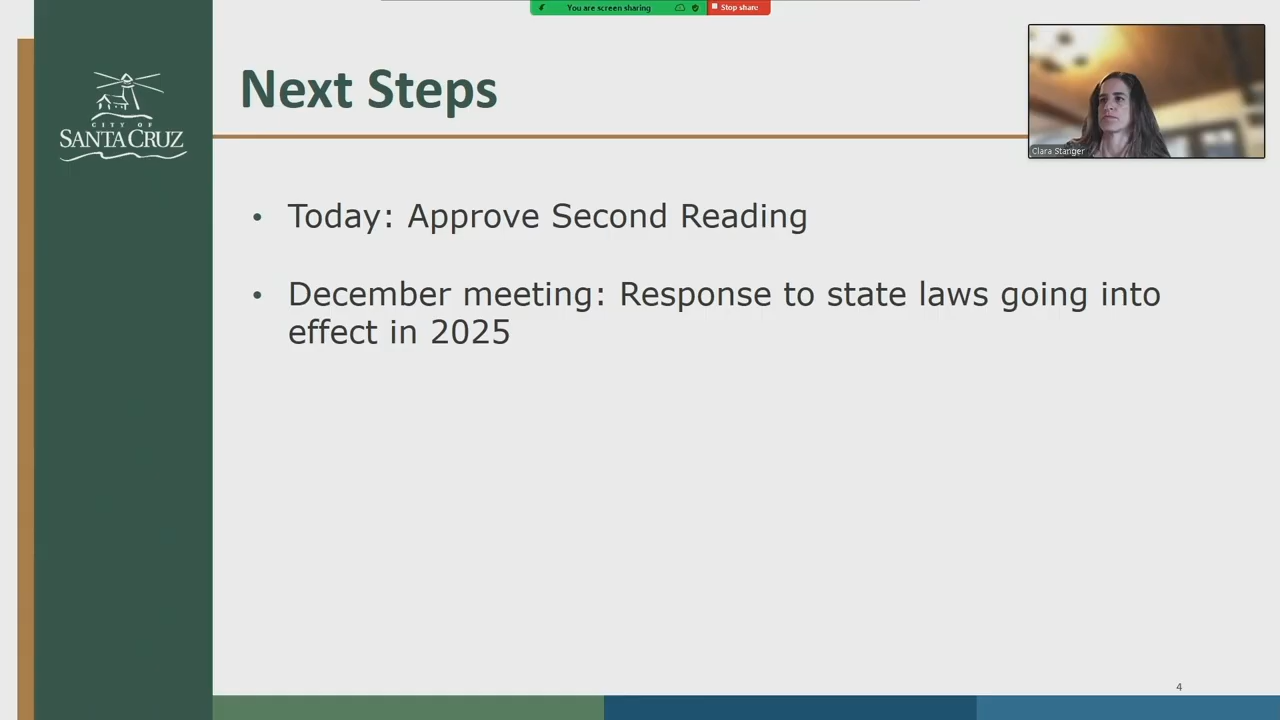 You are screen sharing
Stop share
CITY OF
SANTA CRUZ
Next Steps
Clara Stanger
• Today: Approve Second Reading
• December meeting: Response to state laws going into
effect in 2025
4